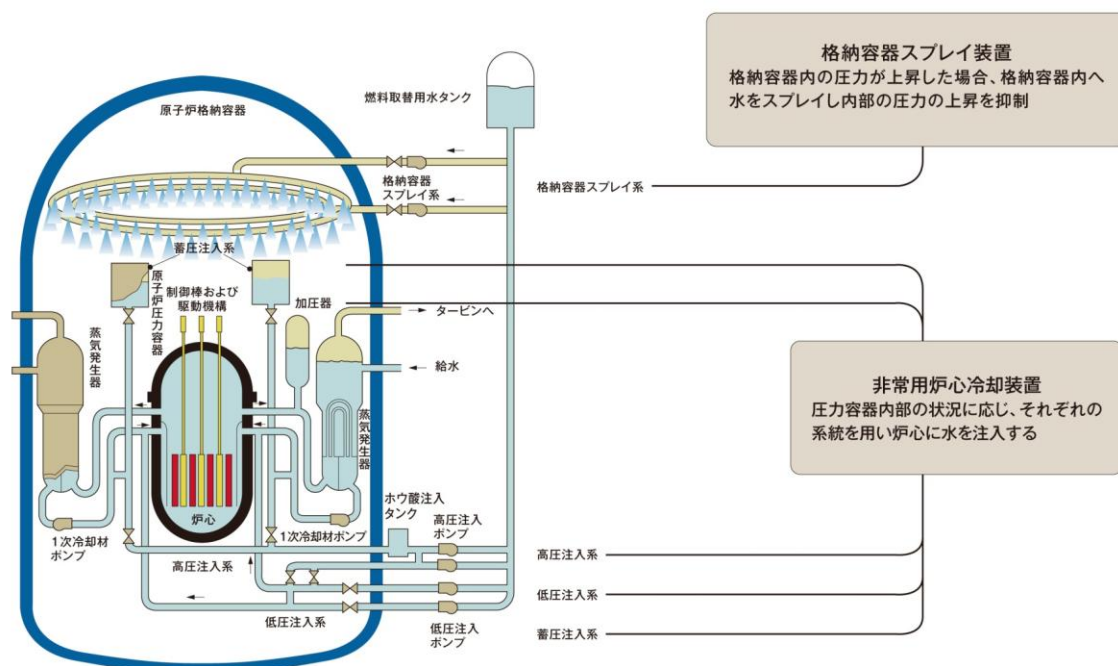 格納容器スプレイ装置
格納容器内の圧力が上昇した場合、格納容器内へ
水をスプレイし内部の圧力の上昇を抑制
燃料取替用水タンク
原子炉格納容器
格納容器
スプレイ系
格納容器スプレイ系
蓄圧注入系
原子炉圧力容器
制御棒および
駆動機構
加圧器
タービンへ
蒸気発生器
給水
非常用炉心冷却装置
圧力容器内部の状況に応じ、それぞれの
系統を用い炉心に水を注入する
蒸気発生器
炉心
ホウ酸注入
タンク
高圧注入
ポンプ
1次冷却材
ポンプ
1次冷却材ポンプ
高圧注入系
高圧注入系
低圧注入系
低圧注入系
低圧注入
ポンプ
蓄圧注入系